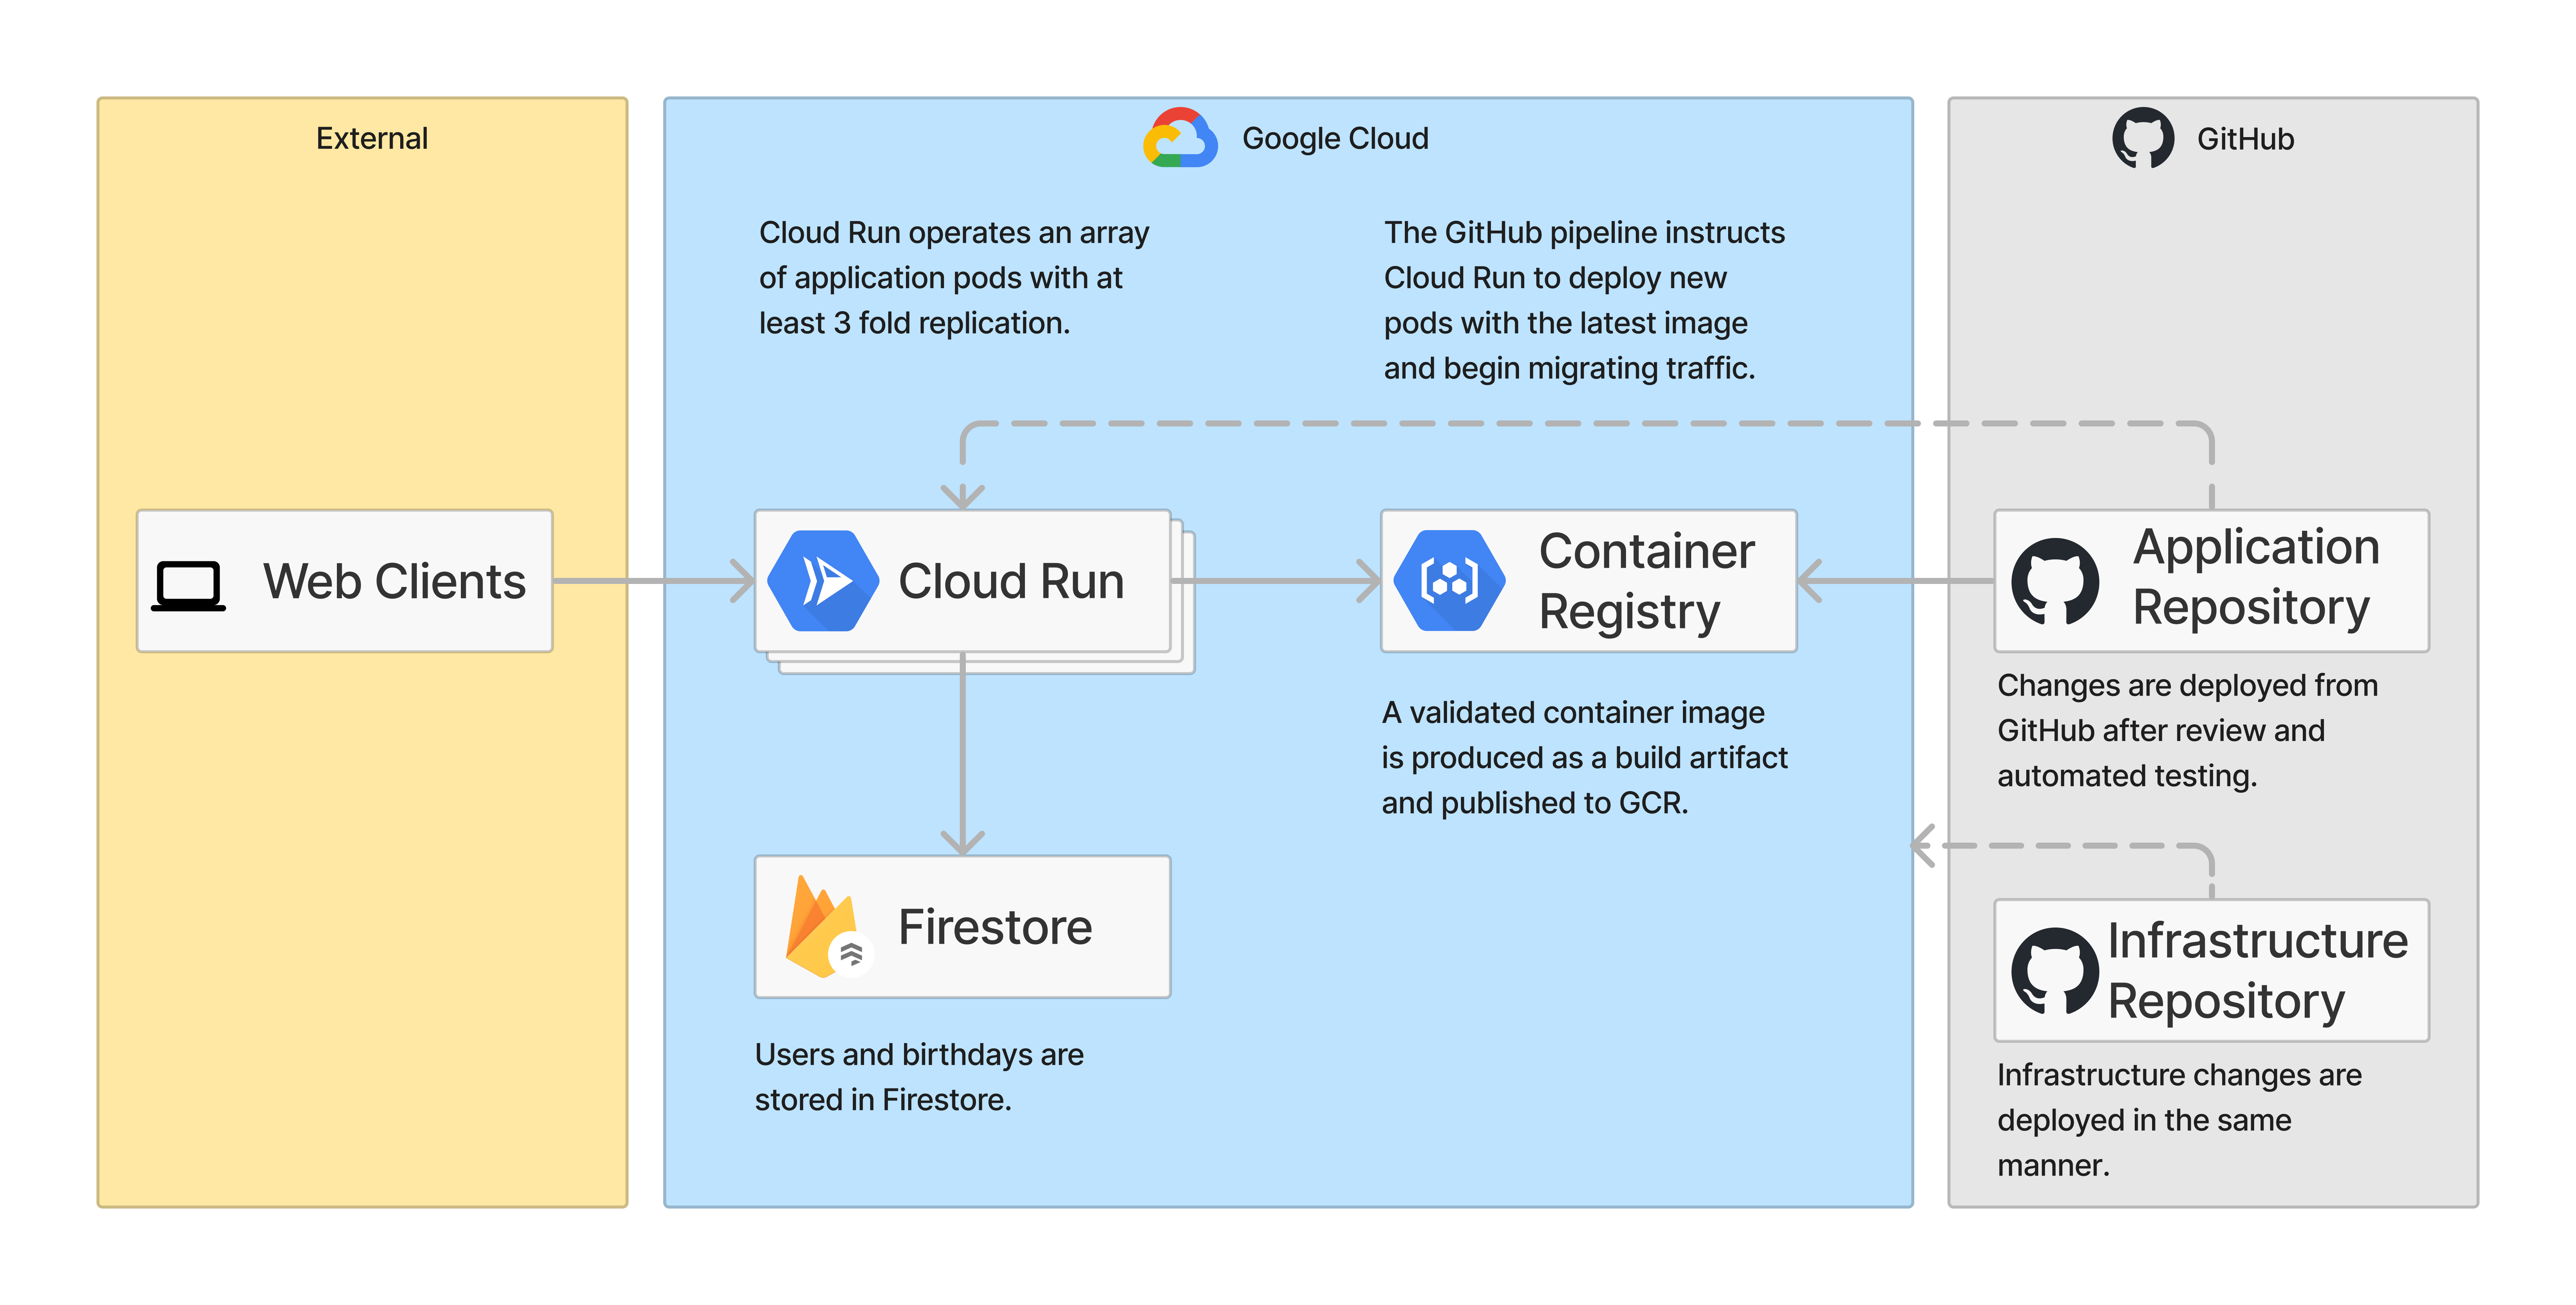 External
Google Cloud
GitHub
Cloud Run operates an array
of application pods with at
least 3 fold replication.
The GitHub pipeline instructs
Cloud Run to deploy new
pods with the latest image
and begin migrating traffic.
Web Clients
Cloud Run
Container
Registry
Application
Repository
A validated container image
is produced as a build artifact
and published to GCR.
Changes are deployed from
GitHub after review and
automated testing.
Firestore
Users and birthdays are
stored in Firestore.
Infrastructure
Repository
Infrastructure changes are
deployed in the same
manner.